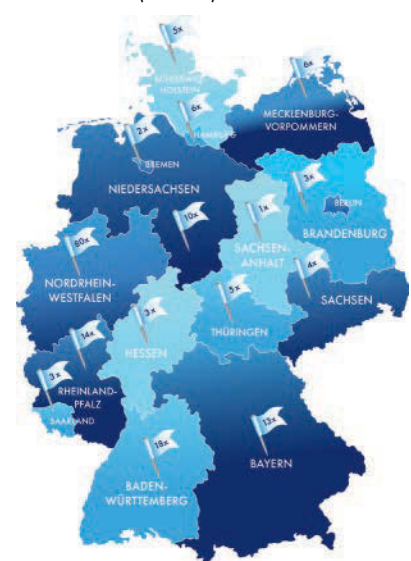 5x
SCHLESWIG-
HOLSTEIN
6x
HAMBURG
6x
MECKLENBURG-
VORPOMMERN
2x
BREMEN
NIEDERSACHSEN
10x
3x
BERLIN
BRANDENBURG
1x
SACHSEN-
ANHALT
60x
NORDRHEIN-
WESTFALEN
4x
SACHSEN
5x
THÜRINGEN
3x
HESSEN
14x
RHEINLAND-
PFALZ
3x
SAARLAND
18x
BADEN-
WÜRTTEMBERG
13x
BAYERN